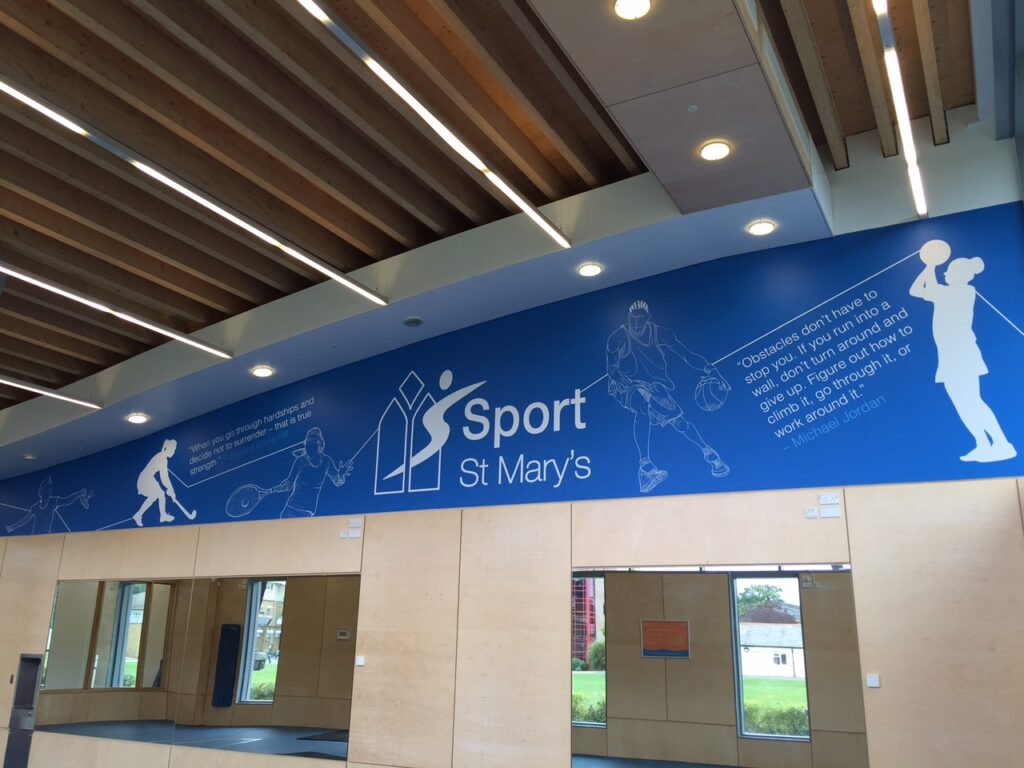 "When you go through hardships and
decide not to surrender – that is true
strength."
Sport
St Mary's
"Obstacles don't have to
stop you. If you run into a
wall, don't turn around and
give up. Figure out how to
climb it, go through it, or
work around it."
– Michael Jordan